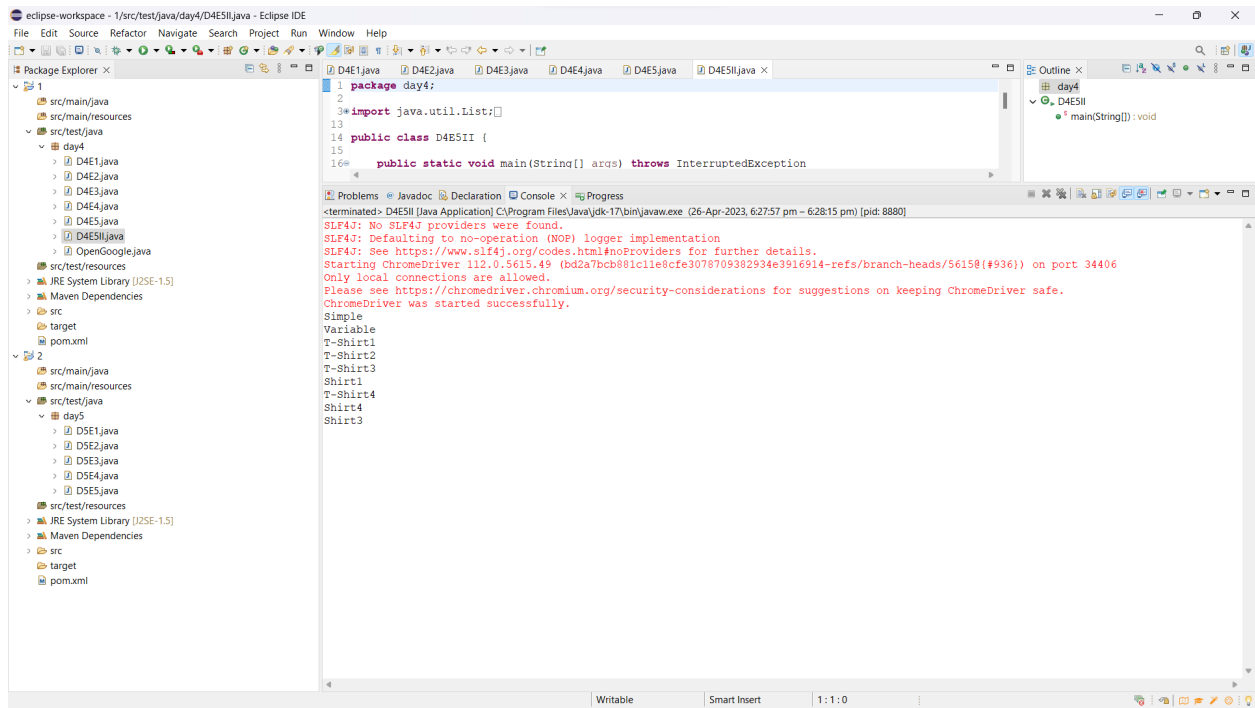 eclipse-workspace - 1/src/test/java/day4/D4E5II.java - Eclipse IDE
File Edit Source Refactor Navigate Search Project Run Window Help
Package Explorer
1
src/main/java
src/main/resources
src/test/java
day4
D4E1.java
D4E2.java
D4E3.java
D4E4.java
D4E5.java
D4E5II.java
OpenGoogle.java
src/test/resources
JRE System Library [J2SE-1.5]
Maven Dependencies
src
target
pom.xml
2
src/main/java
src/main/resources
src/test/java
day5
D5E1.java
D5E2.java
D5E3.java
D5E4.java
D5E5.java
src/test/resources
JRE System Library [J2SE-1.5]
Maven Dependencies
src
target
pom.xml
D4E1.java D4E2.java D4E3.java D4E4.java D4E5.java D4E5II.java
1 package day4;
2
3 import java.util.List;
13
14 public class D4E5II {
15
16 public static void main(String[] args) throws InterruptedException
Outline
day4
D4E5II
main(String[]) : void
Problems Javadoc Declaration Console Progress
<terminated> D4E5II [Java Application] C:\Program Files\Java\jdk-17\bin\javaw.exe (26-Apr-2023, 6:27:57 pm – 6:28:15 pm) [pid: 8880]
SLF4J: No SLF4J providers were found.
SLF4J: Defaulting to no-operation (NOP) logger implementation
SLF4J: See https://www.slf4j.org/codes.html#noProviders for further details.
Starting ChromeDriver 112.0.5615.49 (bd2a7bcb881c11e8cfe3078709382934e3916914-refs/branch-heads/5615@{#936}) on port 34406
Only local connections are allowed.
Please see https://chromedriver.chromium.org/security-considerations for suggestions on keeping ChromeDriver safe.
ChromeDriver was started successfully.
Simple
Variable
T-Shirt1
T-Shirt2
T-Shirt3
Shirt1
T-Shirt4
Shirt4
Shirt3
Writable Smart Insert 1 : 1 : 0